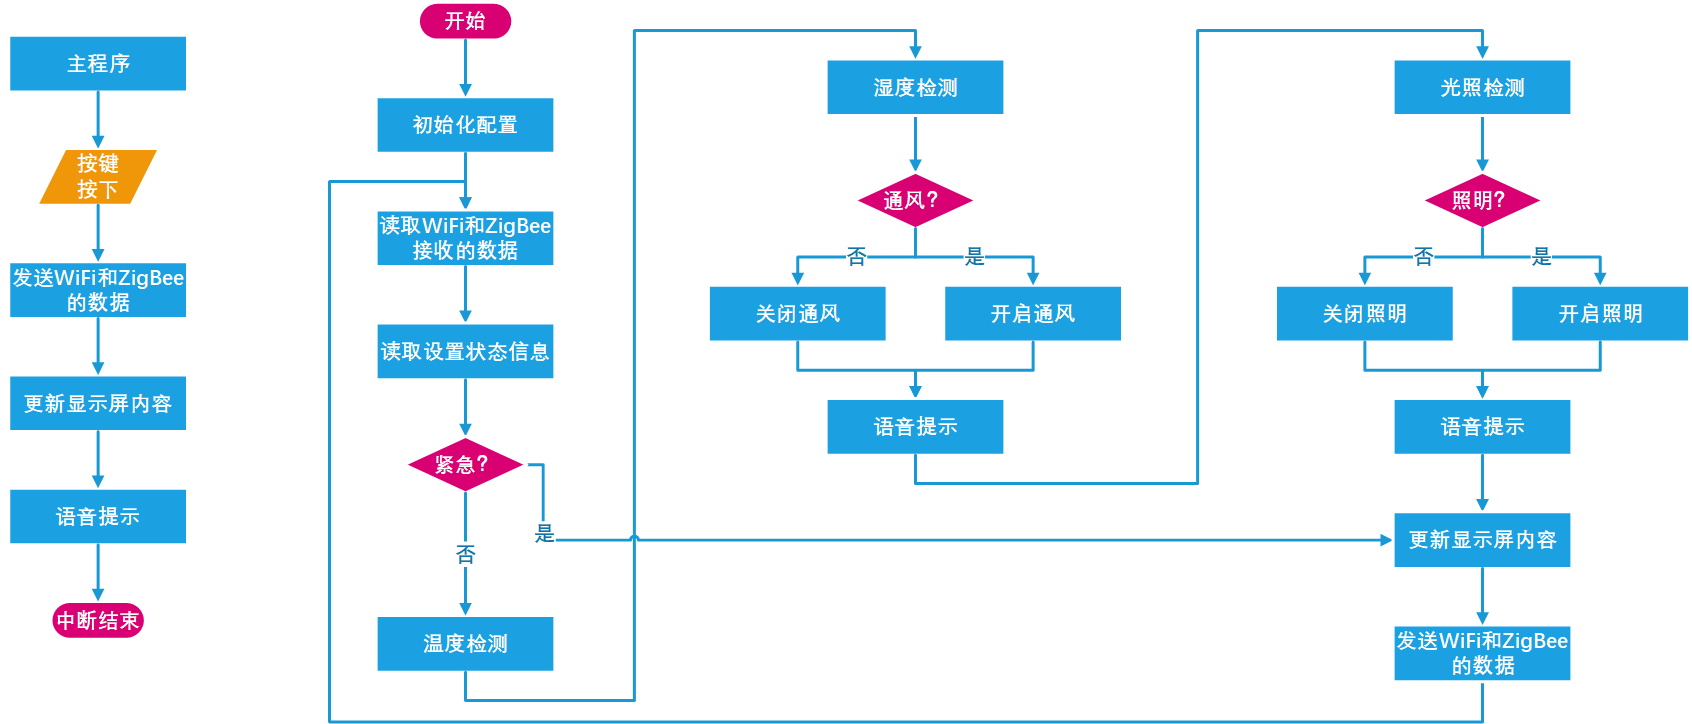 主程序
按键
按下
发送WiFi和ZigBee
的数据
更新显示屏内容
语音提示
中断结束
开始
初始化配置
读取WiFi和ZigBee
接收的数据
读取设置状态信息
紧急?
是
否
温度检测
湿度检测
通风?
否
是
关闭通风
开启通风
语音提示
光照检测
照明?
否
是
关闭照明
开启照明
语音提示
更新显示屏内容
发送WiFi和ZigBee
的数据